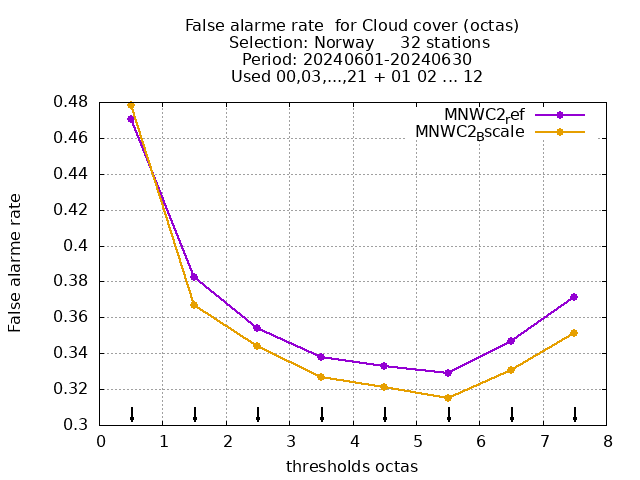 False alarme rate  for Cloud cover (octas)
Selection: Norway     32 stations
Period: 20240601-20240630
Used 00,03,...,21 + 01 02 ... 12
MNWC2ref
MNWC2Bscale
0.48
0.46
0.44
0.42
0.4
0.38
0.36
0.34
0.32
0.3
False alarme rate
0 1 2 3 4 5 6 7 8
thresholds octas